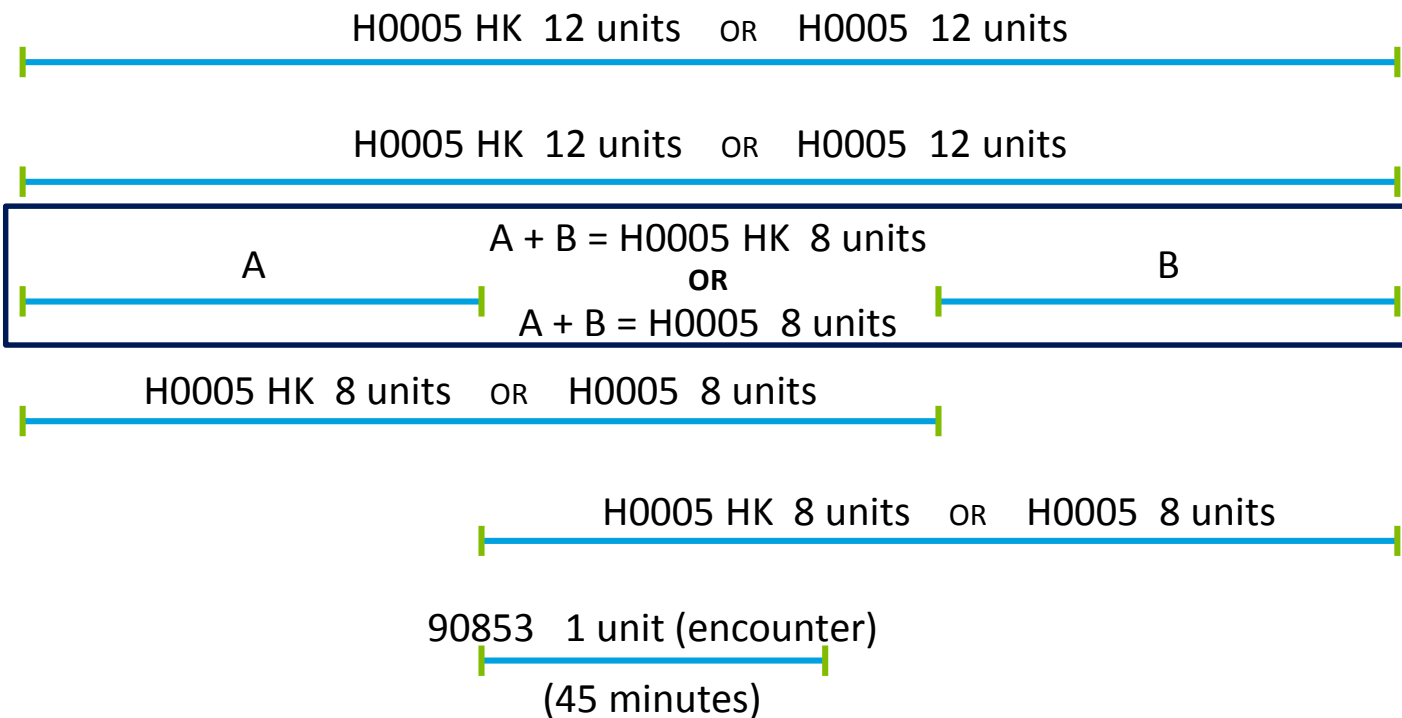 H0005 HK 12 units OR H0005 12 units
H0005 HK 12 units OR H0005 12 units
A + B = H0005 HK 8 units
A
OR
B
A + B = H0005 8 units
H0005 HK 8 units OR H0005 8 units
H0005 HK 8 units OR H0005 8 units
90853 1 unit (encounter)
(45 minutes)